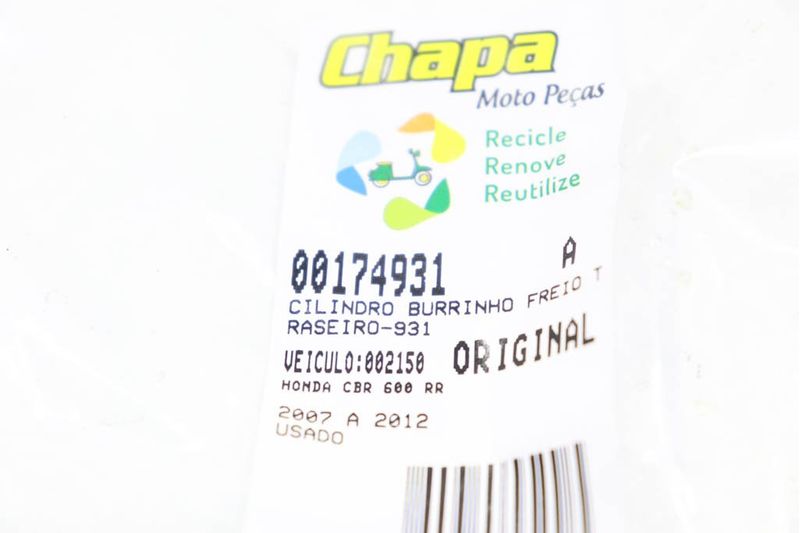 Chapa
Moto Peças
Recicle
Renove
Reutilize
00174931 A
CILINDRO BURRINHO FREIO T
RASEIRO-931
VEICULO:002150 ORIGINAL
HONDA CBR 600 RR
2007 A 2012
USADO